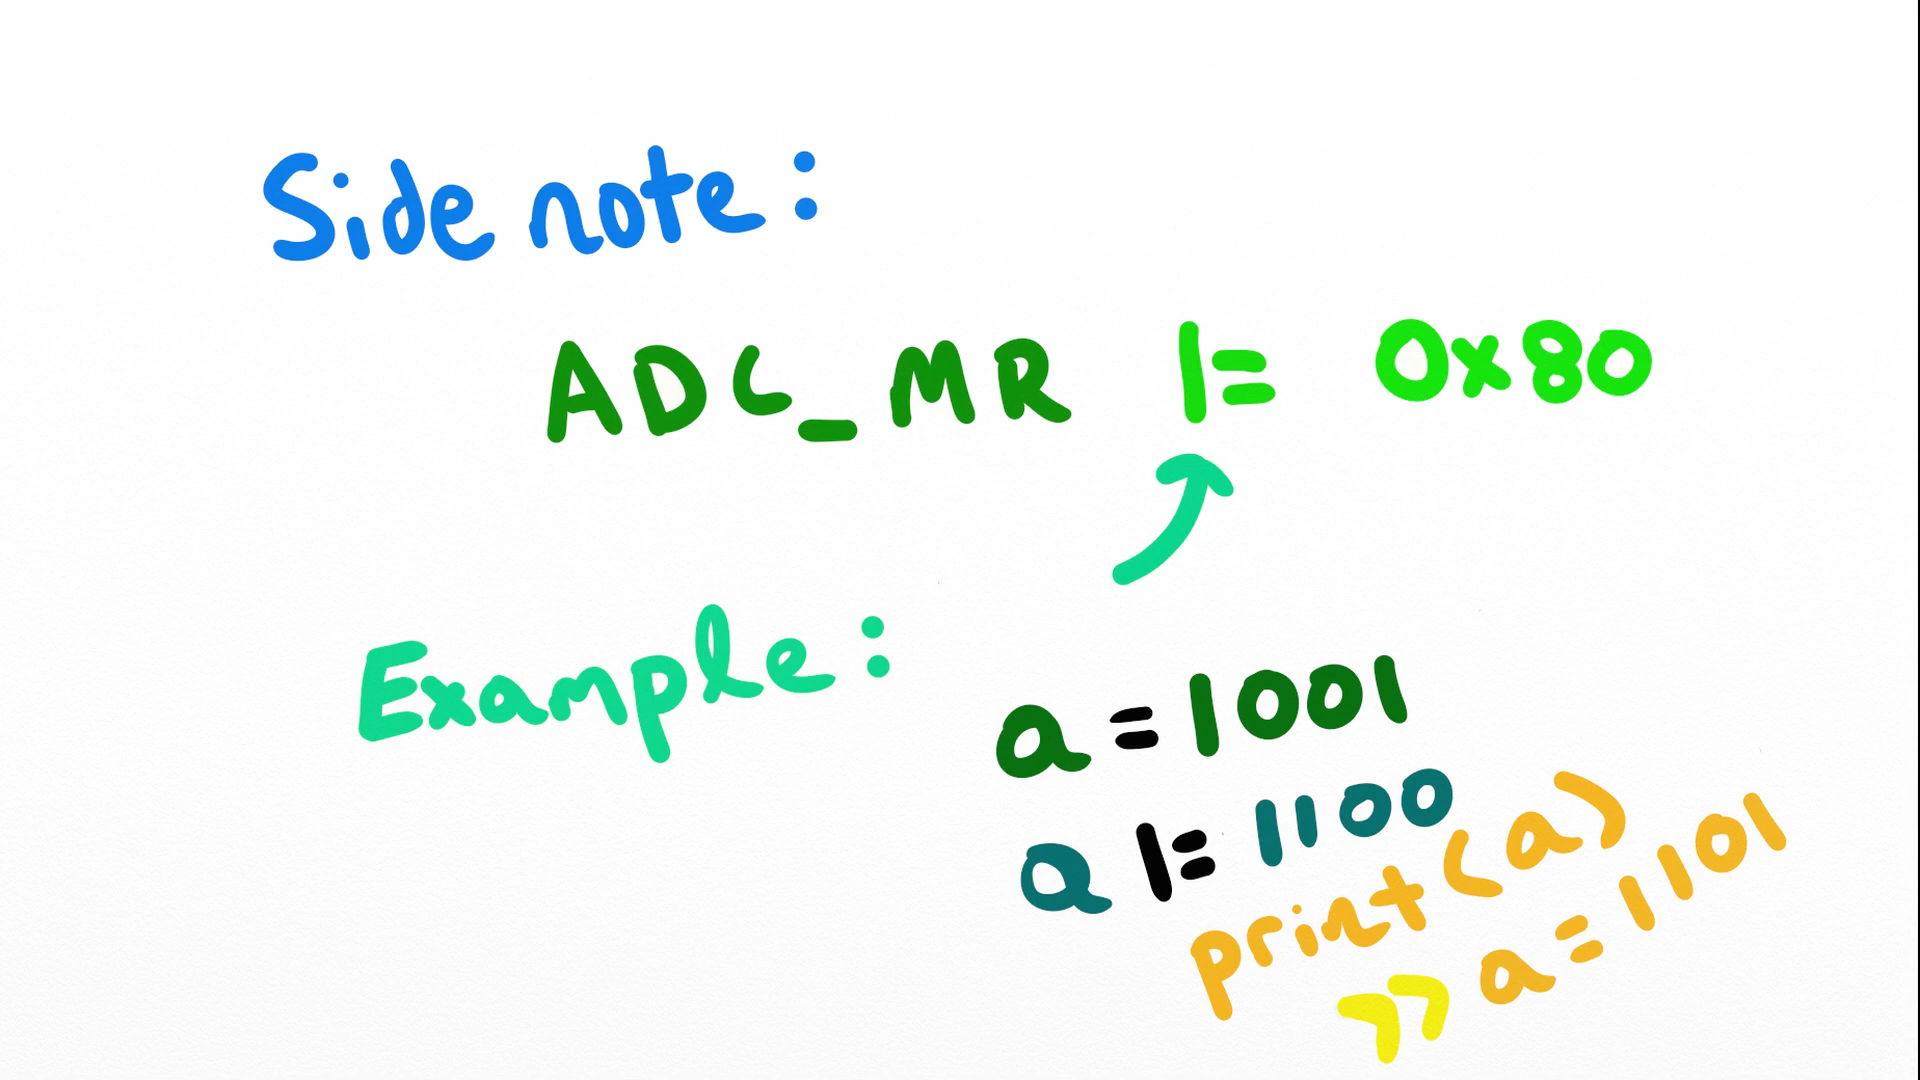 Side note:
ADC_MR |= 0x80
Example:
a = 1001
a |= 1100
print(a)
>> a = 1101